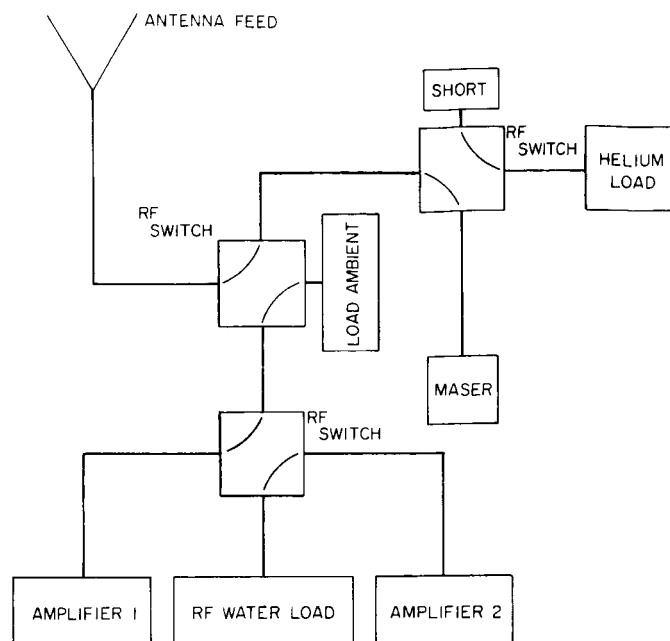 ANTENNA FEED
SHORT
RF
SWITCH
HELIUM
LOAD
RF
SWITCH
LOAD AMBIENT
MASER
RF
SWITCH
AMPLIFIER 1
RF WATER LOAD
AMPLIFIER 2